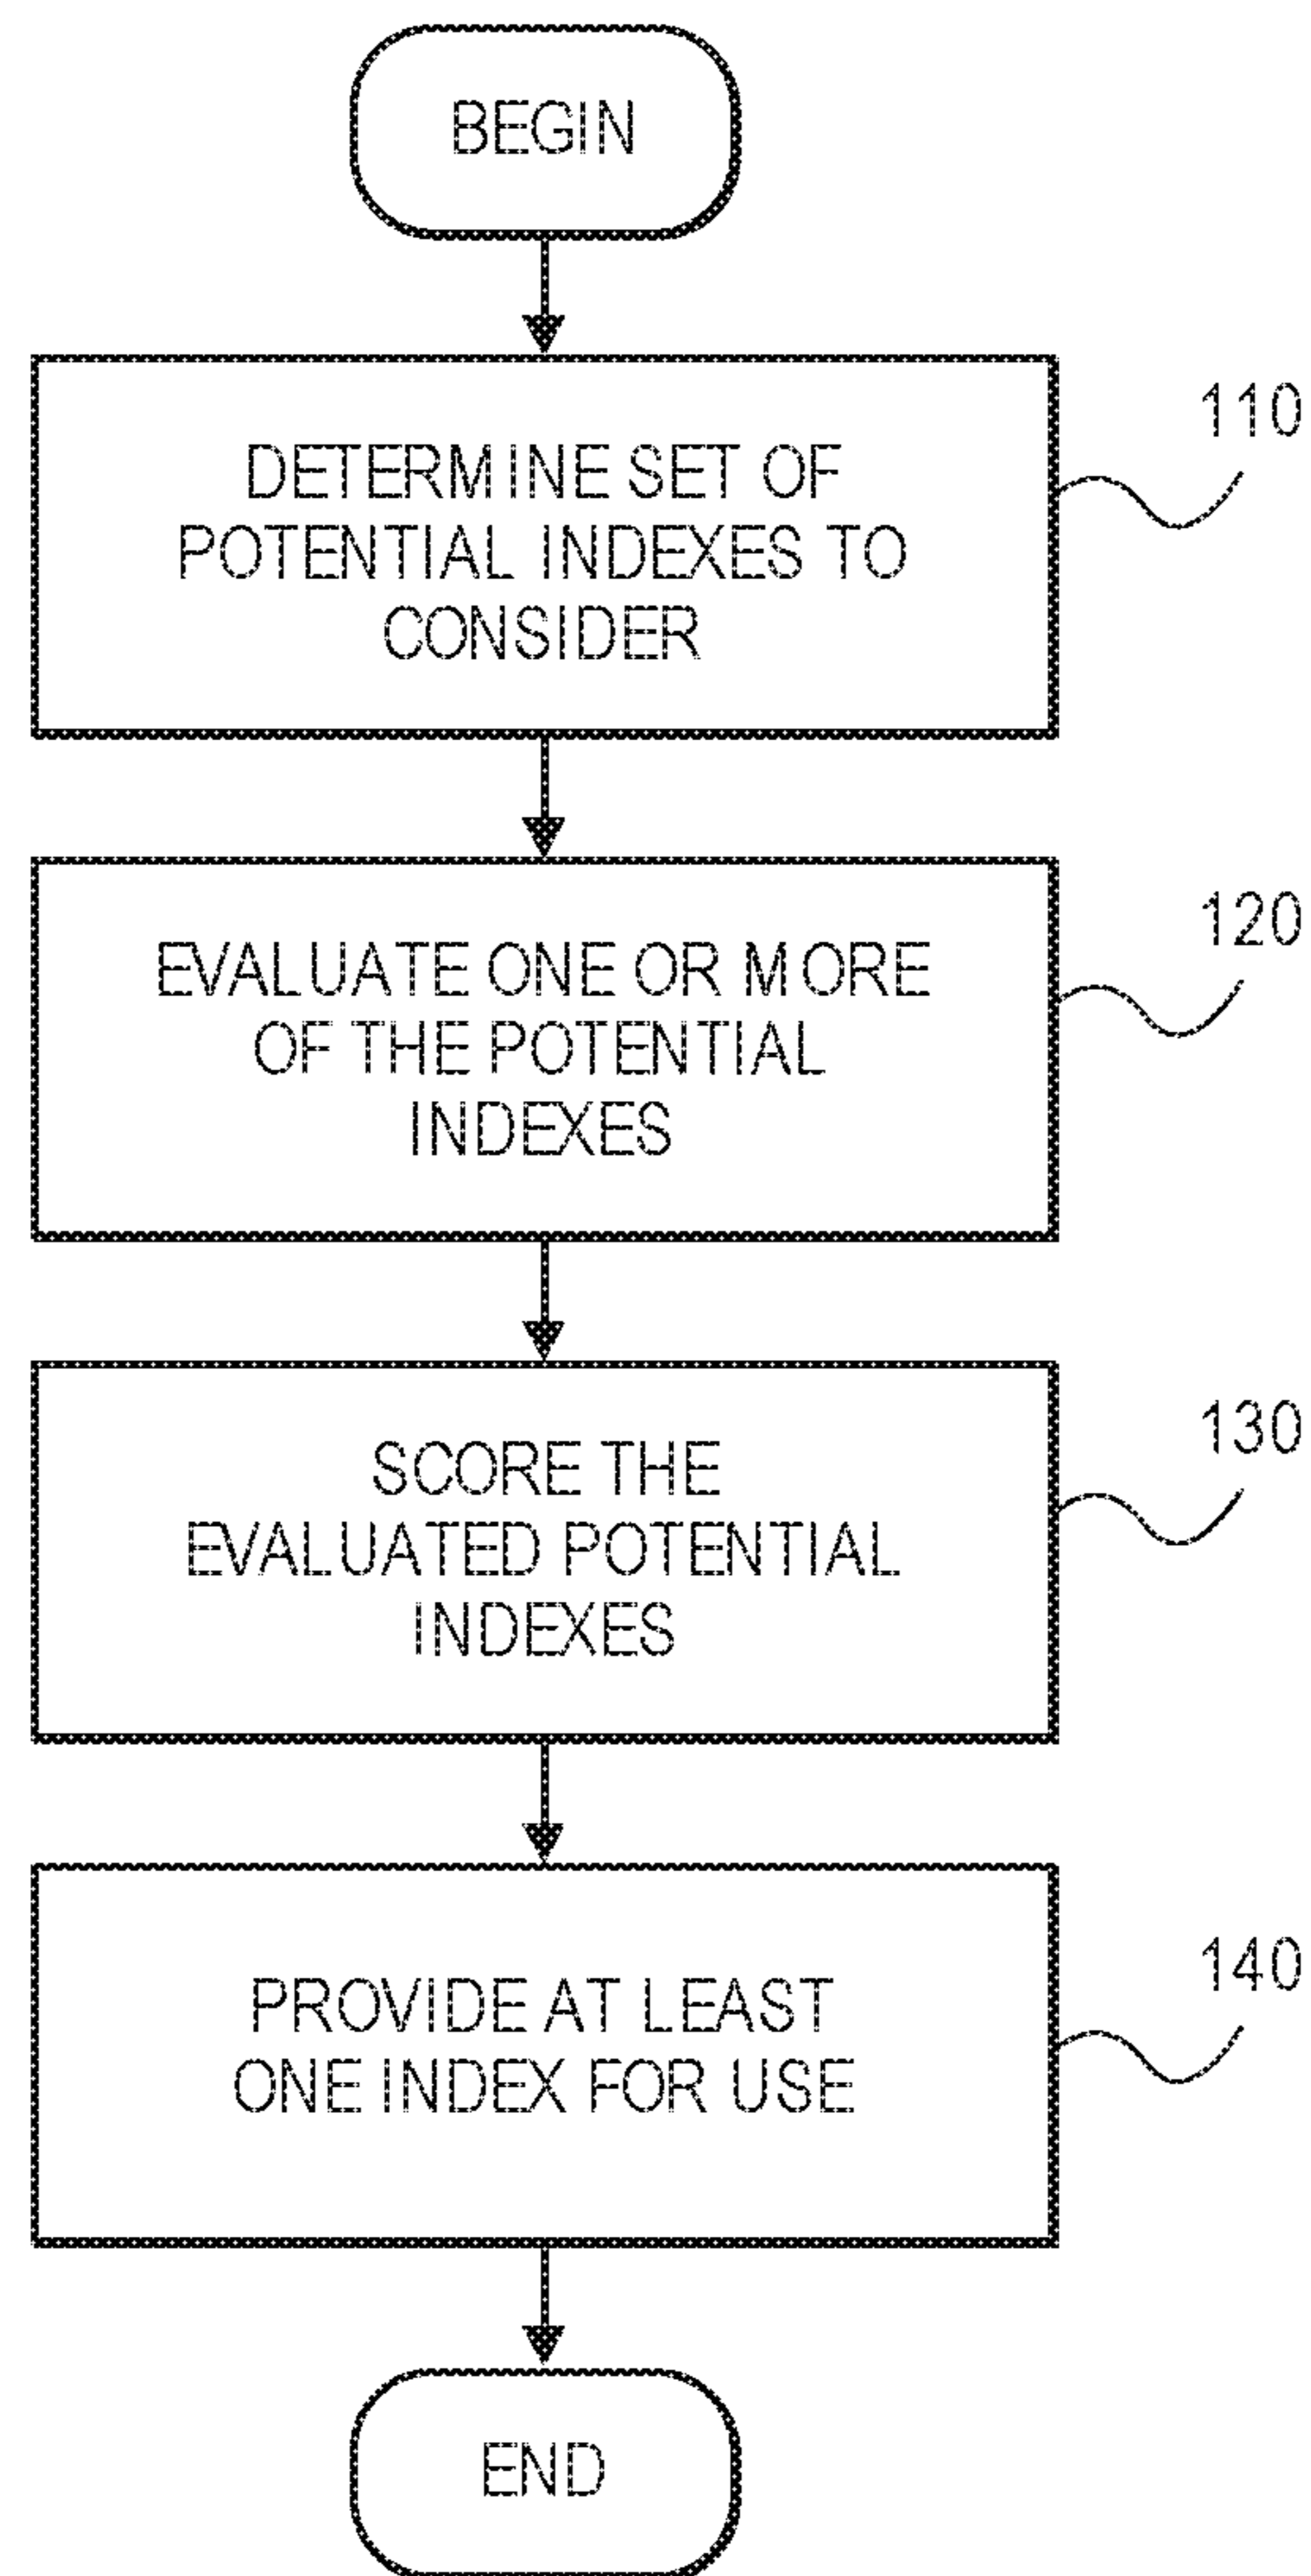 BEGIN
110
DETERMINE SET OF
POTENTIAL INDEXES TO
CONSIDER
120
EVALUATE ONE OR MORE
OF THE POTENTIAL
INDEXES
130
SCORE THE
EVALUATED POTENTIAL
INDEXES
140
PROVIDE AT LEAST
ONE INDEX FOR USE
END